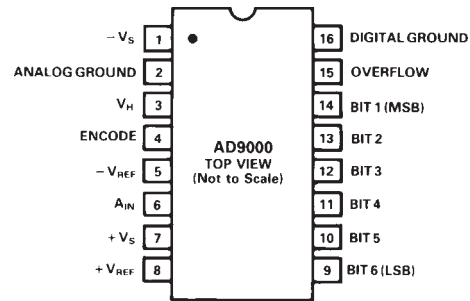 −VS 1 16 DIGITAL GROUND
ANALOG GROUND 2 15 OVERFLOW
VH 3 14 BIT 1 (MSB)
ENCODE 4 13 BIT 2
−VREF 5 12 BIT 3
AIN 6 11 BIT 4
+VS 7 10 BIT 5
+VREF 8 9 BIT 6 (LSB)
AD9000
TOP VIEW
(Not to Scale)